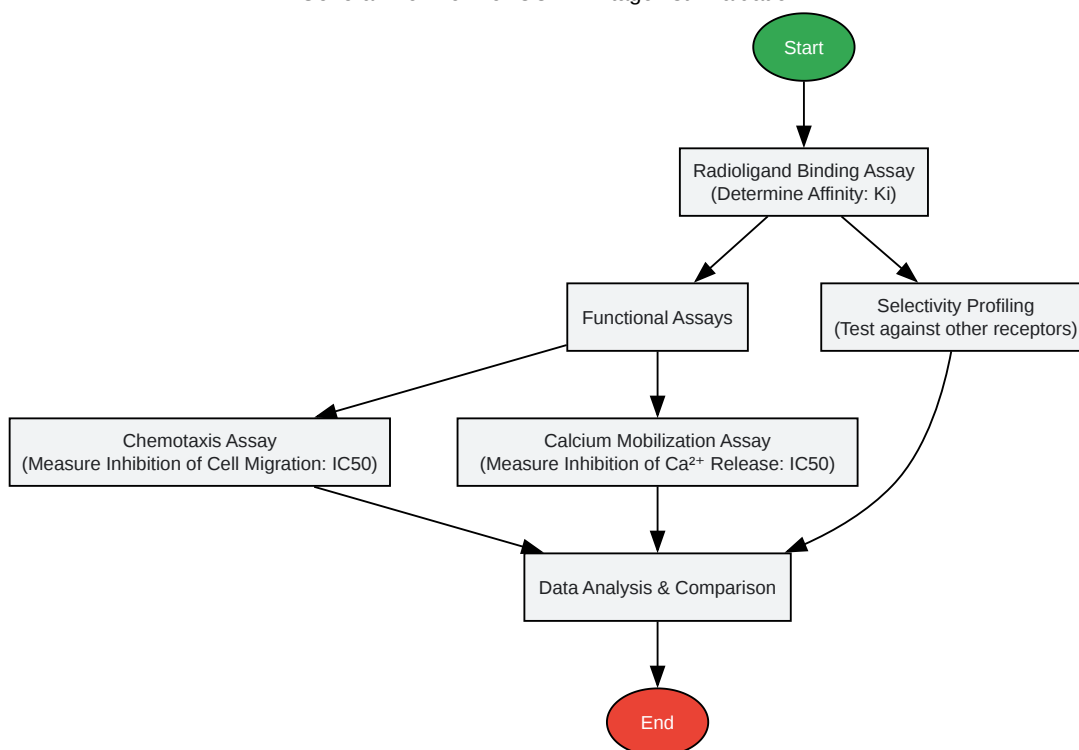 Start
Radioligand Binding Assay
(Determine Affinity: Ki)
Functional Assays
Selectivity Profiling
(Test against other receptors)
Chemotaxis Assay
(Measure Inhibition of Cell Migration: IC50)
Calcium Mobilization Assay
(Measure Inhibition of Ca²⁺ Release: IC50)
Data Analysis & Comparison
End